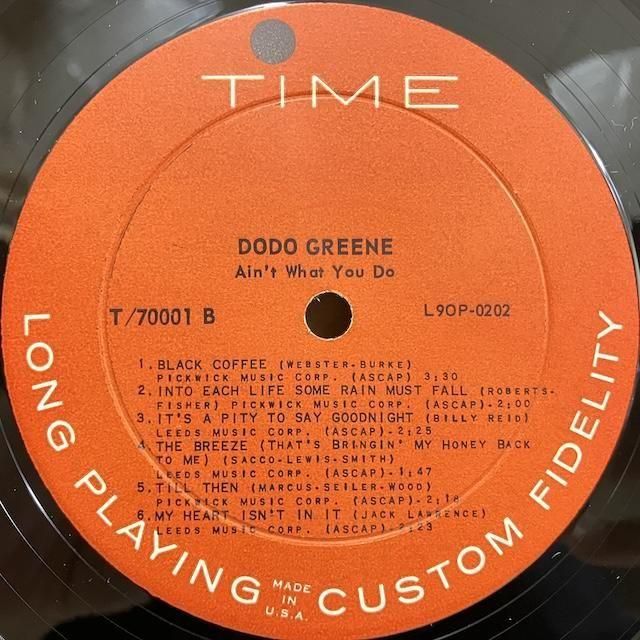 TIME
DODO GREENE
Ain't What You Do
T/70001 B
L9OP-0202
1. BLACK COFFEE (WEBSTER-BURKE)
PICKWICK MUSIC CORP. (ASCAP) 3:30
2. INTO EACH LIFE SOME RAIN MUST FALL (ROBERTS-
FISHER) PICKWICK MUSIC CORP. (ASCAP)-2:00
3. IT'S A PITY TO SAY GOODNIGHT (BILLY REID)
LEEDS MUSIC CORP. (ASCAP)-2:25
4. THE BREEZE (THAT'S BRINGIN' MY HONEY BACK
TO ME) (SACCO-LEWIS-SMITH)
LEEDS MUSIC CORP. (ASCAP)-1:47
5. TILL THEN (MARCUS-SEILER-WOOD)
PICKWICK MUSIC CORP. (ASCAP)-2:18
6. MY HEART ISN'T IN IT (JACK LAWRENCE)
LEEDS MUSIC CORP. (ASCAP)-2:23
LONG PLAYING CUSTOM FIDELITY
MADE
IN
U.S.A.